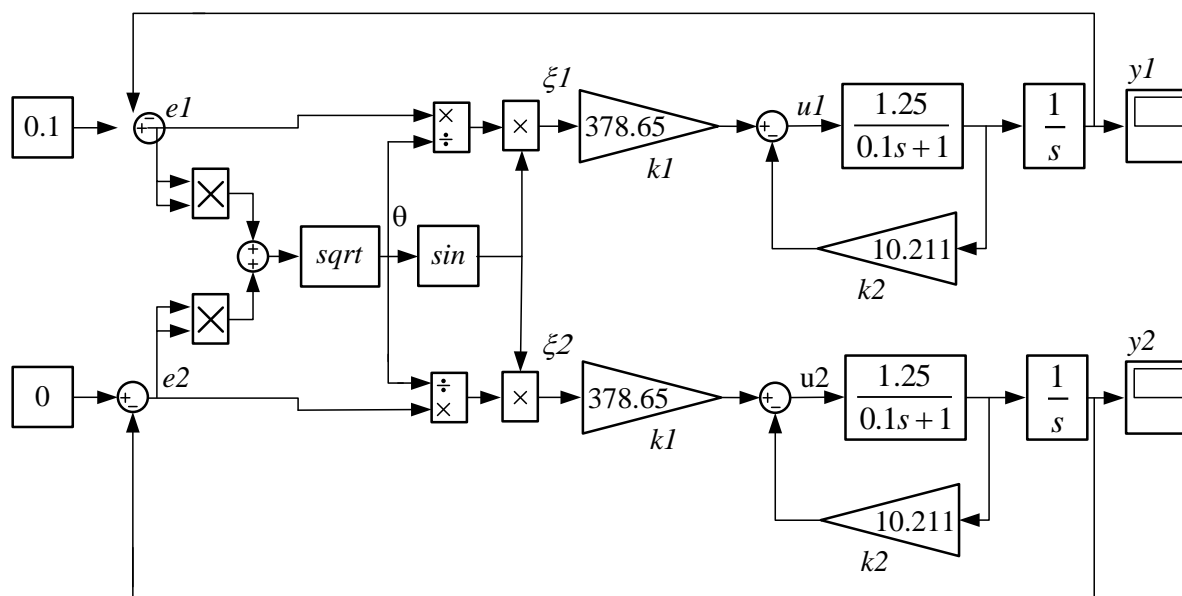 e1
ξ1
y1
0.1
+
−
×
÷
×
378.65
k1
+
−
u1
1.25
0.1s + 1
1
s
×
θ
+
+
sqrt
sin
10.211
k2
×
ξ2
y2
0
+
−
e2
÷
×
×
378.65
k1
+
−
u2
1.25
0.1s + 1
1
s
10.211
k2